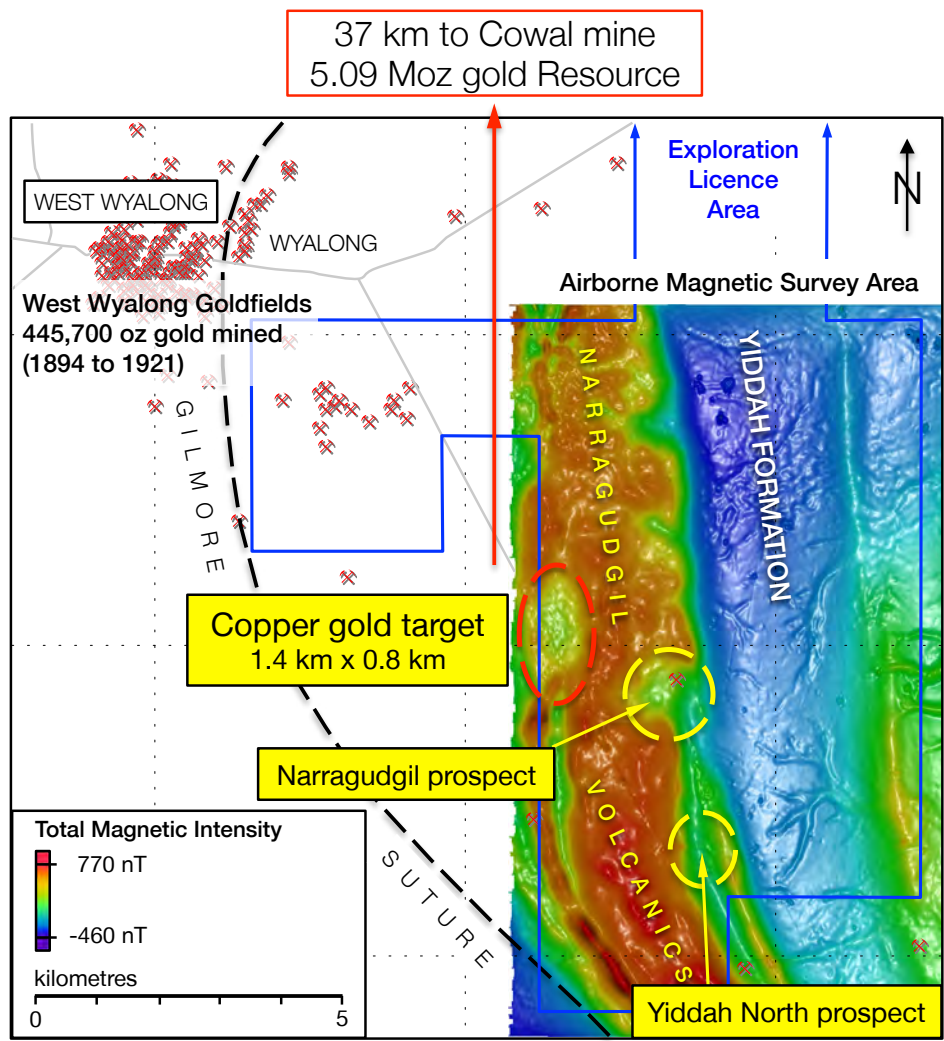 37 km to Cowal mine
5.09 Moz gold Resource
Exploration
Licence
Area
N
WEST WYALONG
WYALONG
Airborne Magnetic Survey Area
West Wyalong Goldfields
445,700 oz gold mined
(1894 to 1921)
GILMORE
SUTURE
NARRAGUDGIL
VOLCANICS
YIDDAH FORMATION
Copper gold target
1.4 km x 0.8 km
Narragudgil prospect
Yiddah North prospect
Total Magnetic Intensity
770 nT
-460 nT
kilometres
0
5